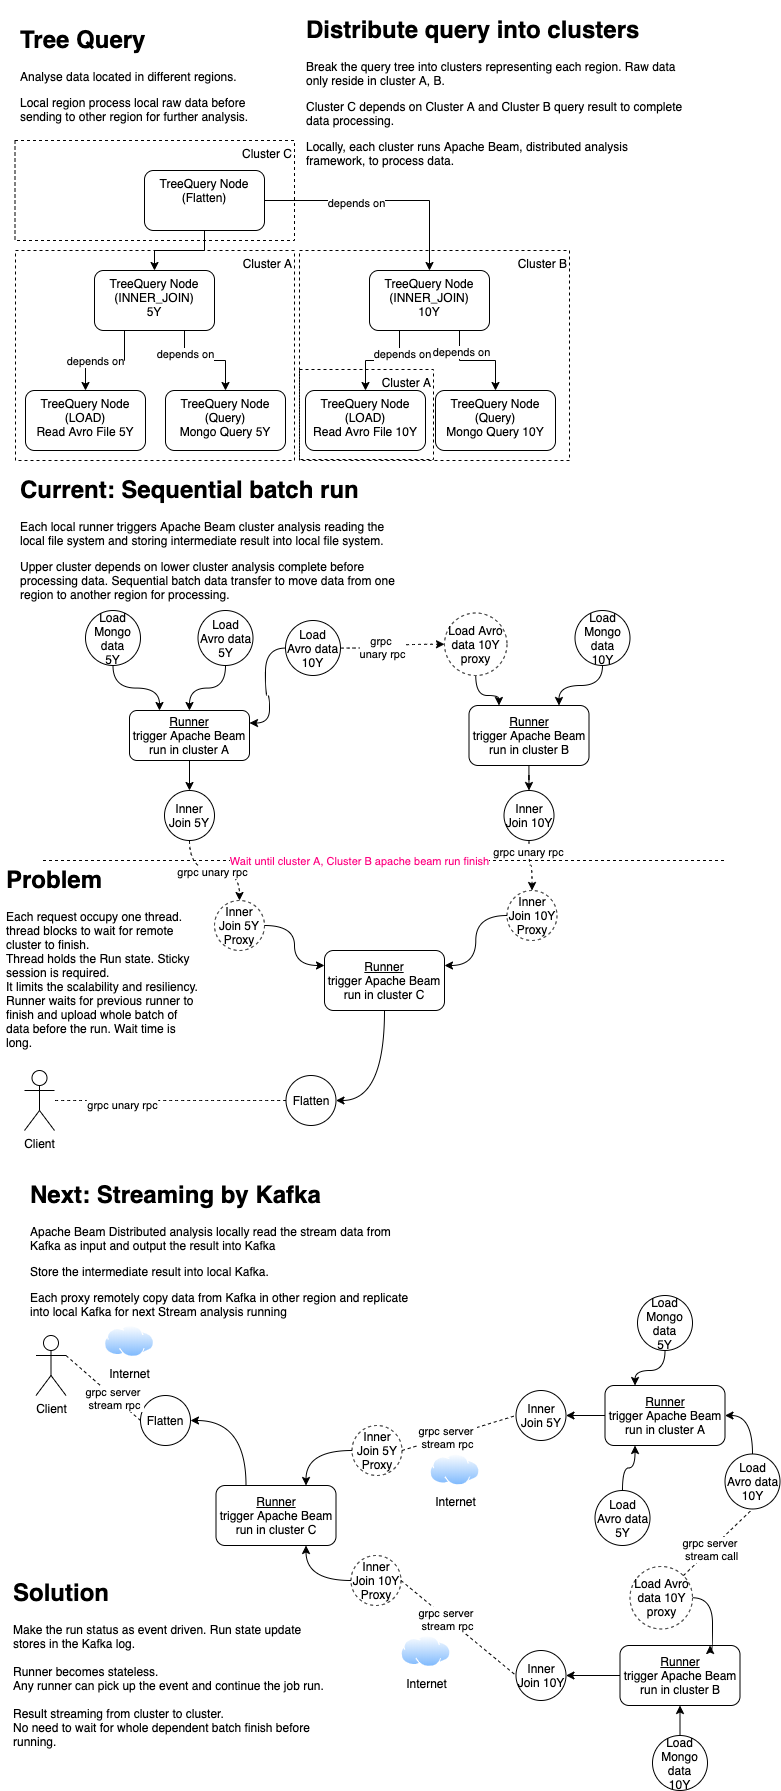 Tree Query
Analyse data located in different regions.
Local region process local raw data before
sending to other region for further analysis.
Distribute query into clusters
Break the query tree into clusters representing each region. Raw data
only reside in cluster A, B.
Cluster C depends on Cluster A and Cluster B query result to complete
data processing.
Locally, each cluster runs Apache Beam, distributed analysis
framework, to process data.
Cluster C
TreeQuery Node
(Flatten)
depends on
Cluster A
TreeQuery Node
(INNER_JOIN)
5Y
depends on
depends on
TreeQuery Node
(LOAD)
Read Avro File 5Y
TreeQuery Node
(Query)
Mongo Query 5Y
Cluster B
TreeQuery Node
(INNER_JOIN)
10Y
depends on
depends on
Cluster A
TreeQuery Node
(LOAD)
Read Avro File 10Y
TreeQuery Node
(Query)
Mongo Query 10Y
Current: Sequential batch run
Each local runner triggers Apache Beam cluster analysis reading the
local file system and storing intermediate result into local file system.
Upper cluster depends on lower cluster analysis complete before
processing data. Sequential batch data transfer to move data from one
region to another region for processing.
Load
Mongo
data
5Y
Load
Avro data
5Y
Load
Avro data
10Y
grpc
unary rpc
Load Avro
data 10Y
proxy
Load
Mongo
data
10Y
Runner
trigger Apache Beam
run in cluster A
Runner
trigger Apache Beam
run in cluster B
Inner
Join 5Y
Inner
Join 10Y
grpc unary rpc
Wait until cluster A, Cluster B apache beam run finish
grpc unary rpc
Problem
Each request occupy one thread.
thread blocks to wait for remote
cluster to finish.
Thread holds the Run state. Sticky
session is required.
It limits the scalability and resiliency.
Runner waits for previous runner to
finish and upload whole batch of
data before the run. Wait time is
long.
Inner
Join 5Y
Proxy
Inner
Join 10Y
Proxy
Runner
trigger Apache Beam
run in cluster C
Flatten
grpc unary rpc
Client
Next: Streaming by Kafka
Apache Beam Distributed analysis locally read the stream data from
Kafka as input and output the result into Kafka
Store the intermediate result into local Kafka.
Each proxy remotely copy data from Kafka in other region and replicate
into local Kafka for next Stream analysis running
Client
Internet
grpc server
stream rpc
Flatten
Runner
trigger Apache Beam
run in cluster C
Inner
Join 5Y
Proxy
grpc server
stream rpc
Internet
Inner
Join 5Y
Load
Mongo
data
5Y
Runner
trigger Apache Beam
run in cluster A
Load
Avro data
5Y
Load
Avro data
10Y
grpc server
stream call
Load Avro
data 10Y
proxy
Inner
Join 10Y
Proxy
grpc server
stream rpc
Internet
Inner
Join 10Y
Runner
trigger Apache Beam
run in cluster B
Load
Mongo
data
10Y
Solution
Make the run status as event driven. Run state update
stores in the Kafka log.
Runner becomes stateless.
Any runner can pick up the event and continue the job run.
Result streaming from cluster to cluster.
No need to wait for whole dependent batch finish before
running.